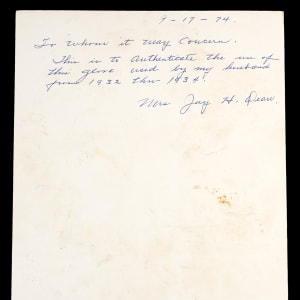 9-17-74.
To Whom it May Concern.
This is to Authenticate the use of
this glove used by my husband
from 1932 thru 1934!
Mrs Jay H. Dean,